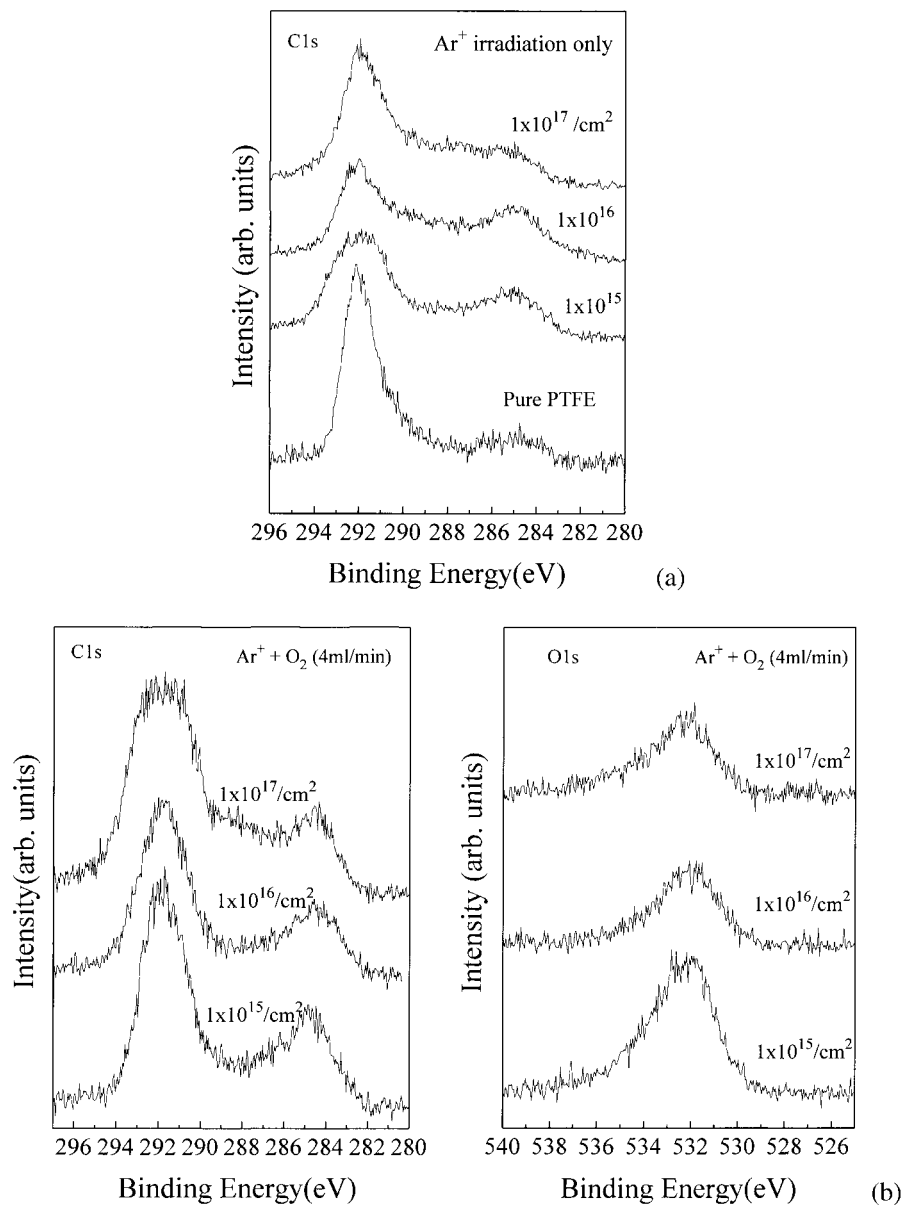 C1s
Ar⁺ irradiation only
1x10¹⁷/cm²
1x10¹⁶
1x10¹⁵
Pure PTFE
Intensity (arb. units)
296 294 292 290 288 286 284 282 280
Binding Energy(eV)
(a)
C1s
Ar⁺ + O₂ (4ml/min)
1x10¹⁷/cm²
1x10¹⁶/cm²
1x10¹⁵/cm²
Intensity(arb. units)
296 294 292 290 288 286 284 282 280
Binding Energy(eV)
O1s
Ar⁺ + O₂ (4ml/min)
1x10¹⁷/cm²
1x10¹⁶/cm²
1x10¹⁵/cm²
Intensity (arb. units)
540 538 536 534 532 530 528 526
Binding Energy(eV)
(b)